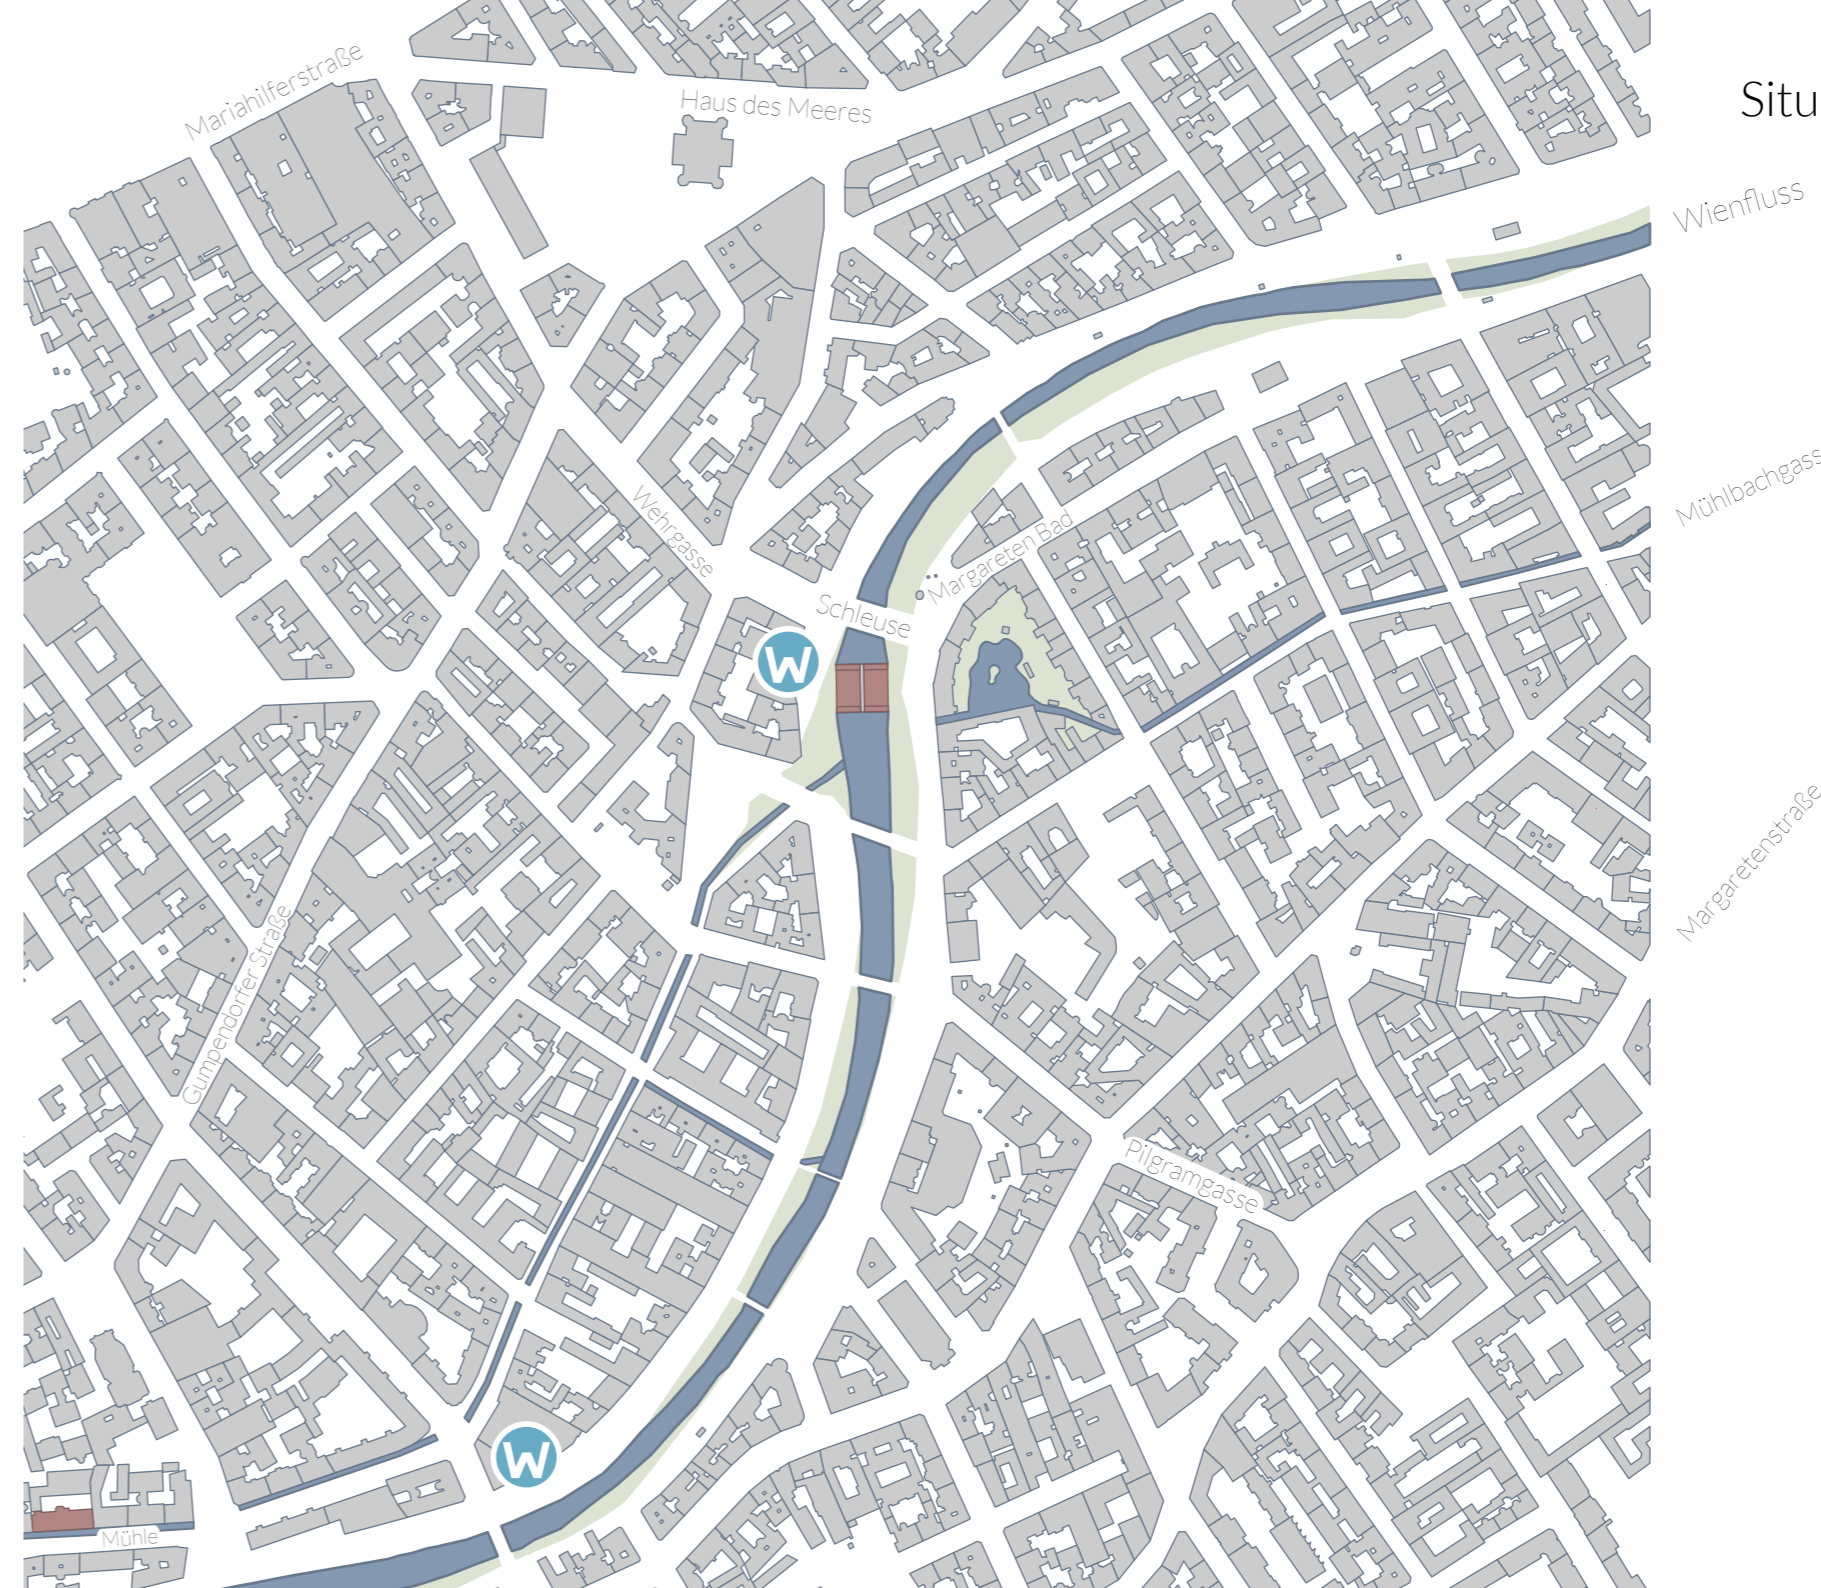 Mariahilferstraße
Haus des Meeres
Situ
Wienfluss
Wehrgasse
Mühlbachgass
Margareten Bad
Schleuse
W
Margaretenstraße
Gumpendorfer Straße
Pilgramgasse
W
Mühle